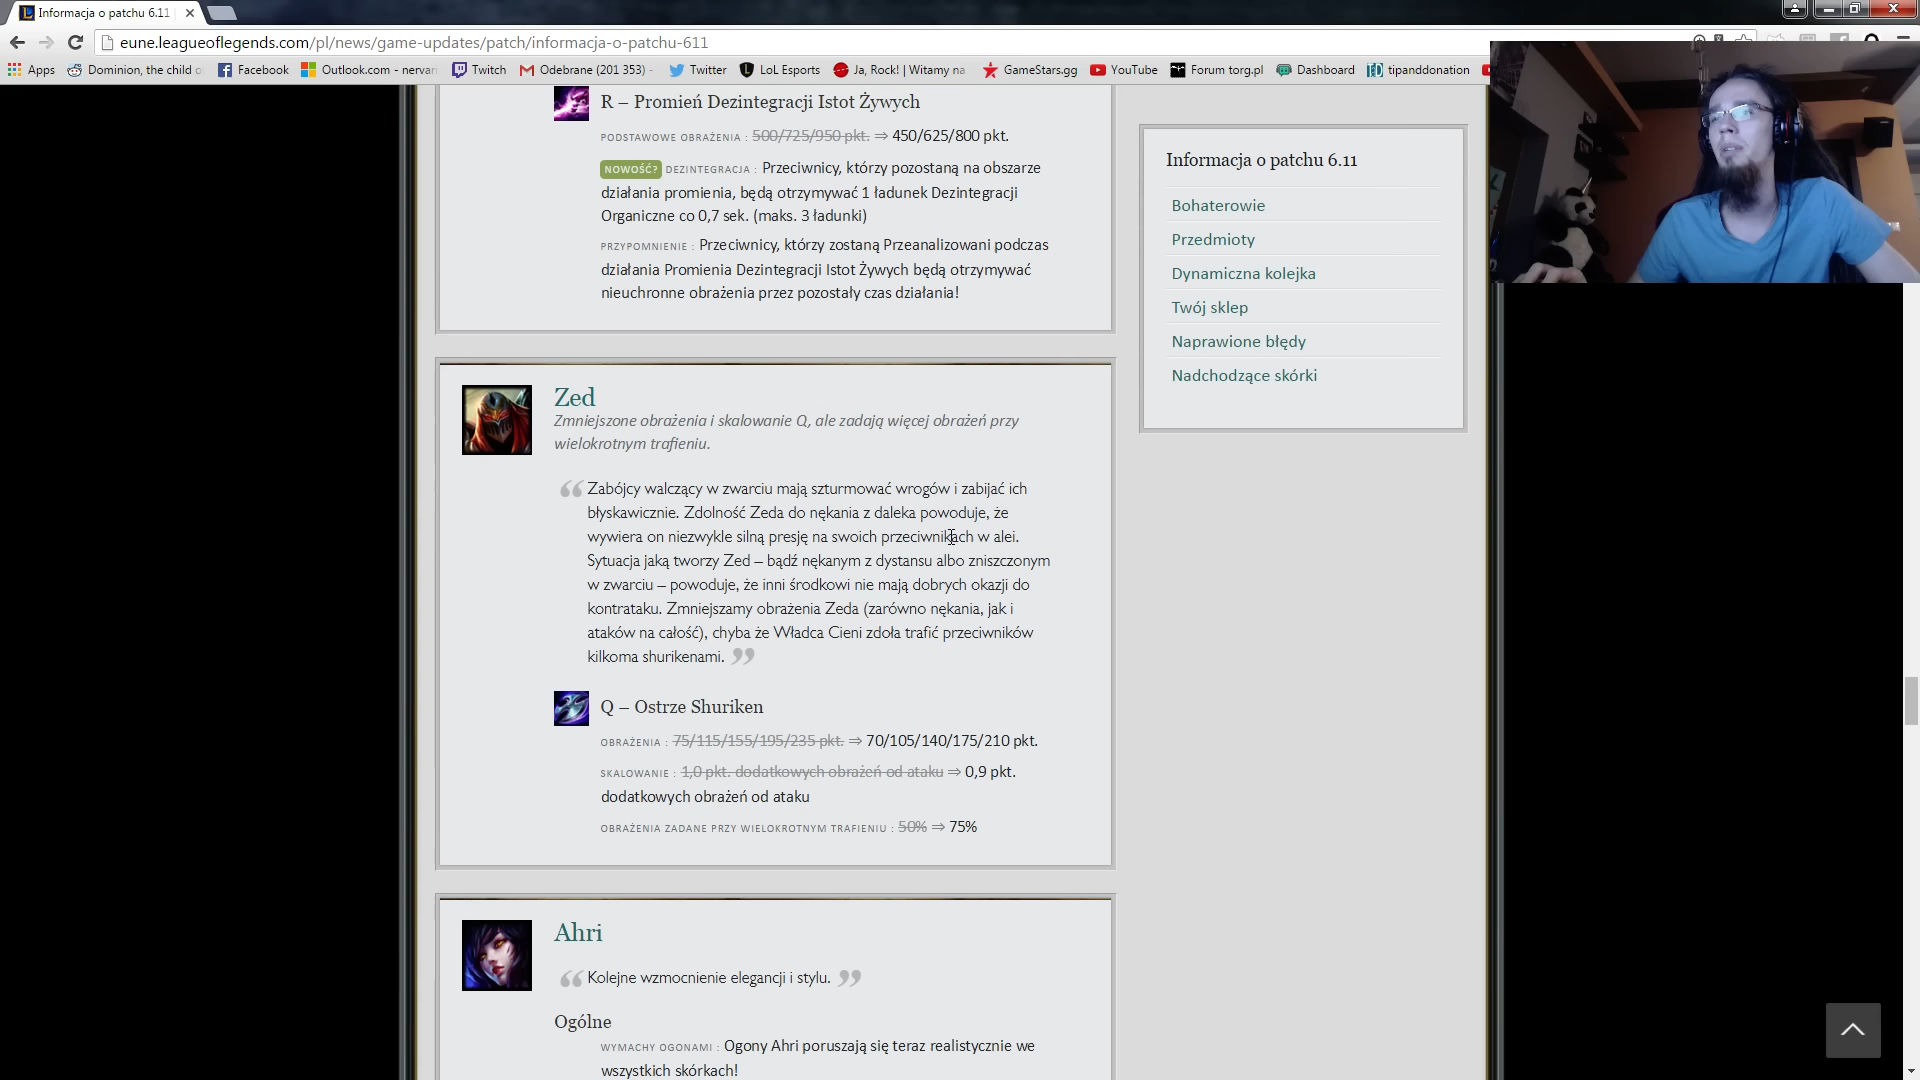 Informacja o patchu 6.11
eune.leagueoflegends.com/pl/news/game-updates/patch/informacja-o-patchu-611
Apps Dominion, the child o Facebook Outlook.com - nervar Twitch Odebrane (201 353) - Twitter LoL Esports Ja, Rock! | Witamy na GameStars.gg YouTube Forum torg.pl Dashboard tipanddonation
R – Promień Dezintegracji Istot Żywych
PODSTAWOWE OBRAŻENIA : 500/725/950 pkt. ⇒ 450/625/800 pkt.
NOWOŚĆ? DEZINTEGRACJA : Przeciwnicy, którzy pozostaną na obszarze
działania promienia, będą otrzymywać 1 ładunek Dezintegracji
Organiczne co 0,7 sek. (maks. 3 ładunki)
PRZYPOMNIENIE : Przeciwnicy, którzy zostaną Przeanalizowani podczas
działania Promienia Dezintegracji Istot Żywych będą otrzymywać
nieuchronne obrażenia przez pozostały czas działania!
Zed
Zmniejszone obrażenia i skalowanie Q, ale zadają więcej obrażeń przy
wielokrotnym trafieniu.
“ Zabójcy walczący w zwarciu mają szturmować wrogów i zabijać ich
błyskawicznie. Zdolność Zeda do nękania z daleka powoduje, że
wywiera on niezwykle silną presję na swoich przeciwnikach w alei.
Sytuacja jaką tworzy Zed – bądź nękanym z dystansu albo zniszczonym
w zwarciu – powoduje, że inni środkowi nie mają dobrych okazji do
kontrataku. Zmniejszamy obrażenia Zeda (zarówno nękania, jak i
ataków na całość), chyba że Władca Cieni zdoła trafić przeciwników
kilkoma shurikenami. ”
Q – Ostrze Shuriken
OBRAŻENIA : 75/115/155/195/235 pkt. ⇒ 70/105/140/175/210 pkt.
SKALOWANIE : 1,0 pkt. dodatkowych obrażeń od ataku ⇒ 0,9 pkt.
dodatkowych obrażeń od ataku
OBRAŻENIA ZADANE PRZY WIELOKROTNYM TRAFIENIU : 50% ⇒ 75%
Ahri
“ Kolejne wzmocnienie elegancji i stylu. ”
Ogólne
WYMACHY OGONAMI : Ogony Ahri poruszają się teraz realistycznie we
wszystkich skórkach!
Informacja o patchu 6.11
Bohaterowie
Przedmioty
Dynamiczna kolejka
Twój sklep
Naprawione błędy
Nadchodzące skórki